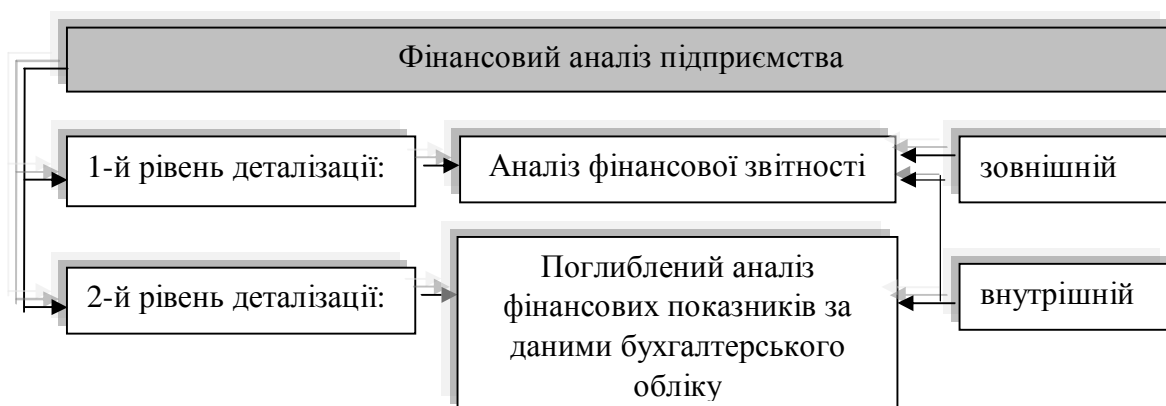 Фінансовий аналіз підприємства
1-й рівень деталізації:
Аналіз фінансової звітності
зовнішній
2-й рівень деталізації:
Поглиблений аналіз
фінансових показників за
даними бухгалтерського
обліку
внутрішній